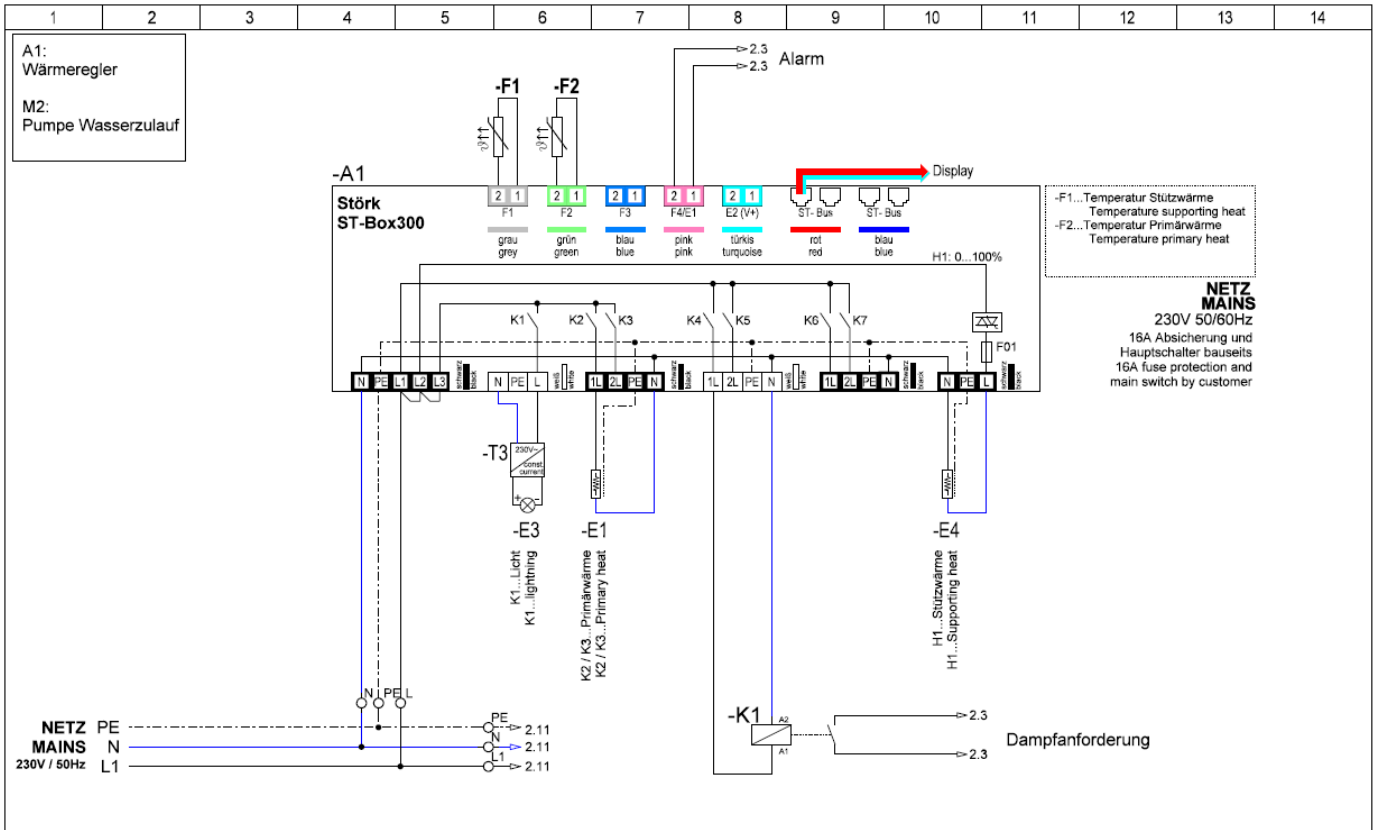 1 2 3 4 5 6 7 8 9 10 11 12 13 14
A1:
Wärmeregler
M2:
Pumpe Wasserzulauf
2.3
2.3
Alarm
-F1 -F2
-A1
Display
Störk
ST-Box300
2 1 2 1 2 1 2 1 2 1
F1 F2 F3 F4/E1 E2 (V+) ST- Bus ST- Bus
grau grün blau pink türkis rot blau
grey green blue pink turquoise red blue
H1: 0...100%
-F1...Temperatur Stützwärme
Temperature supporting heat
-F2...Temperatur Primärwärme
Temperature primary heat
NETZ
MAINS
230V 50/60Hz
16A Absicherung und
Hauptschalter bauseits
16A fuse protection and
main switch by customer
K1 K2 K3 K4 K5 K6 K7
F01
N PE L1 L2 L3 schwarz black N PE L weiß white 1L 2L PE N schwarz black 1L 2L PE N weiß white 1L 2L PE N schwarz black N PE L schwarz black
-T3
230V~
const.
current
+ -
-E3 -E1 -E4
K1...Licht
K1...lightning
K2 / K3...Primärwärme
K2 / K3...Primary heat
H1...Stützwärme
H1...Supporting heat
N PE L
NETZ PE
PE
2.11
MAINS N
N
2.11
230V / 50Hz L1
L1
2.11
-K1
A2
A1
2.3
2.3
Dampfanforderung